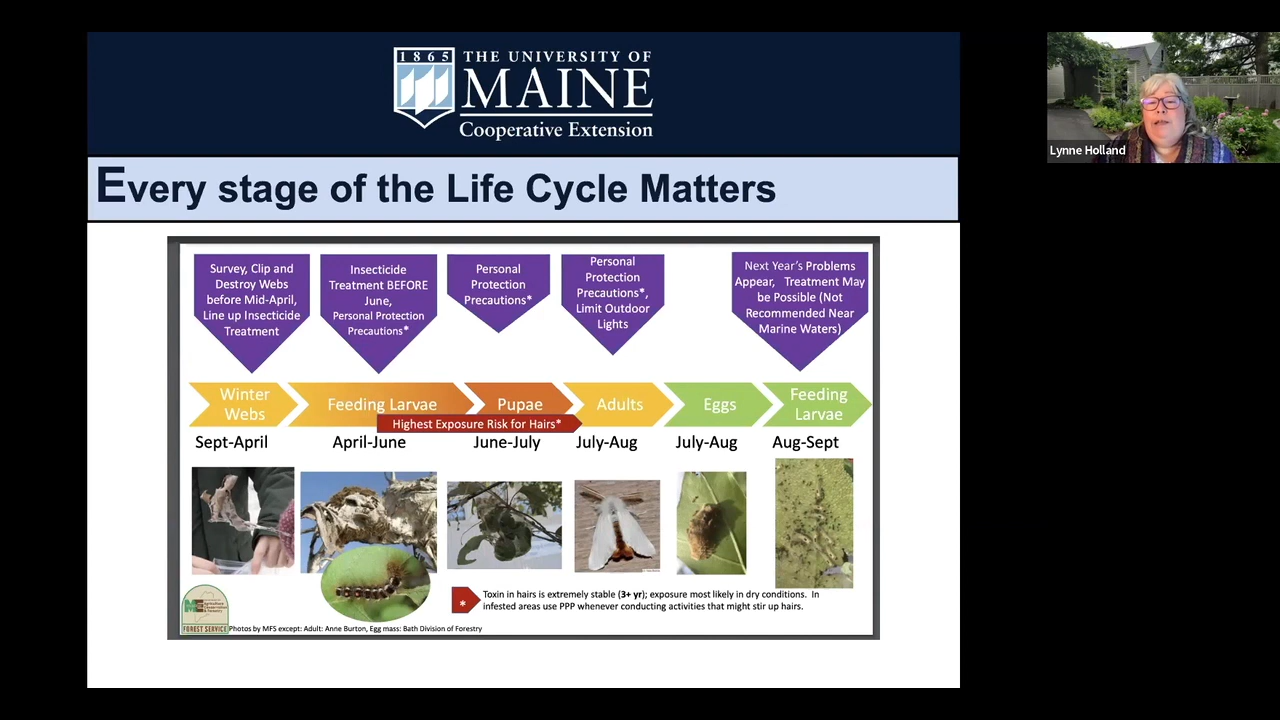 1865
THE UNIVERSITY OF
MAINE
Cooperative Extension
Lynne Holland
Every stage of the Life Cycle Matters
Survey, Clip and
Destroy Webs
before Mid-April,
Line up Insecticide
Treatment
Insecticide
Treatment BEFORE
June,
Personal Protection
Precautions*
Personal
Protection
Precautions*
Personal
Protection
Precautions*,
Limit Outdoor
Lights
Next Year's Problems
Appear, Treatment May
be Possible (Not
Recommended Near
Marine Waters)
Winter
Webs
Feeding Larvae
Pupae
Adults
Eggs
Feeding
Larvae
Highest Exposure Risk for Hairs*
Sept-April
April-June
June-July
July-Aug
July-Aug
Aug-Sept
*
Toxin in hairs is extremely stable (3+ yr); exposure most likely in dry conditions. In
infested areas use PPP whenever conducting activities that might stir up hairs.
FOREST SERVICE
Photos by MFS except: Adult: Anne Burton, Egg mass: Bath Division of Forestry